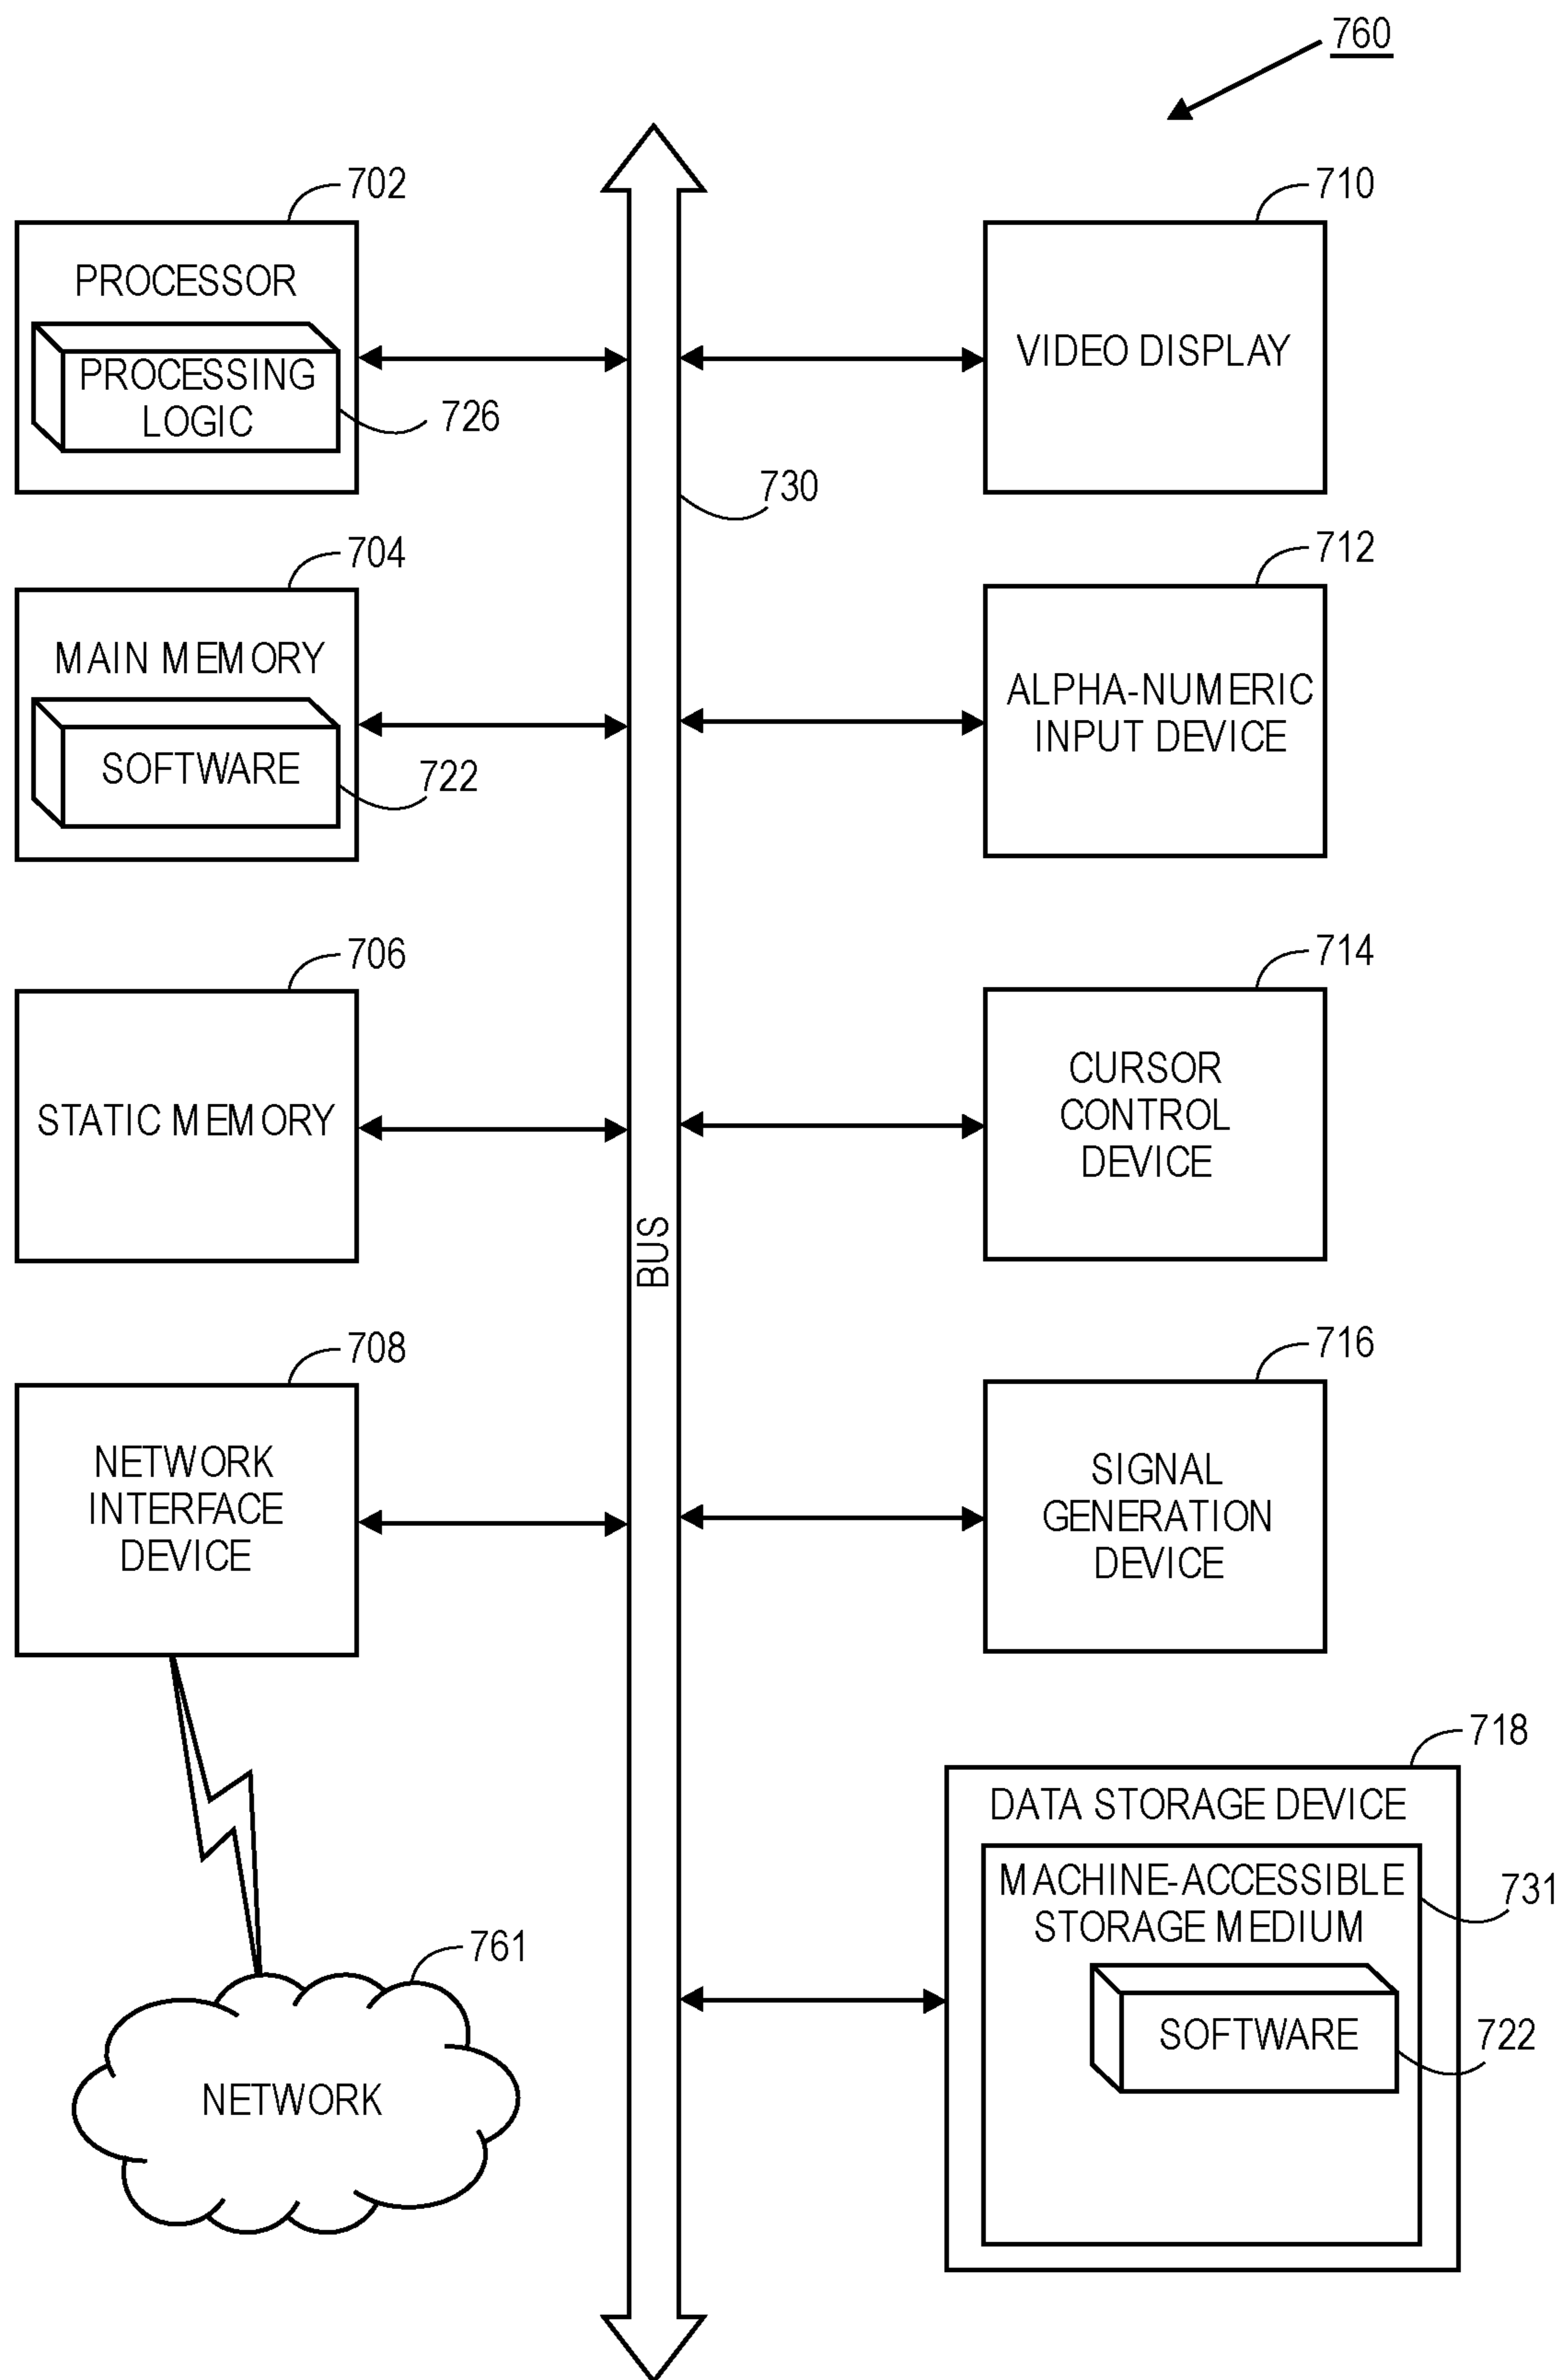 760
702
PROCESSOR
PROCESSING
LOGIC
726
704
MAIN MEMORY
SOFTWARE
722
706
STATIC MEMORY
708
NETWORK
INTERFACE
DEVICE
761
NETWORK
730
BUS
710
VIDEO DISPLAY
712
ALPHA-NUMERIC
INPUT DEVICE
714
CURSOR
CONTROL
DEVICE
716
SIGNAL
GENERATION
DEVICE
718
DATA STORAGE DEVICE
MACHINE-ACCESSIBLE
STORAGE MEDIUM
731
SOFTWARE
722